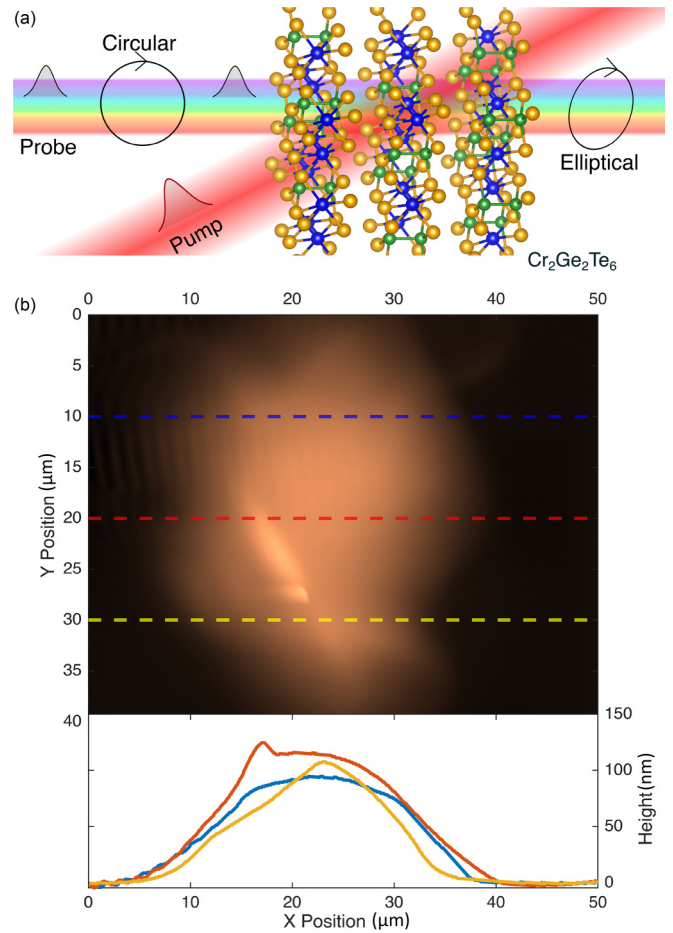 (a)
Circular
Probe
Pump
Elliptical
Cr₂Ge₂Te₆
(b)
0 10 20 30 40 50
0
5
10
15
20
25
30
35
40
Y Position (μm)
150
100
50
0
Height(nm)
0 10 20 30 40 50
X Position (μm)